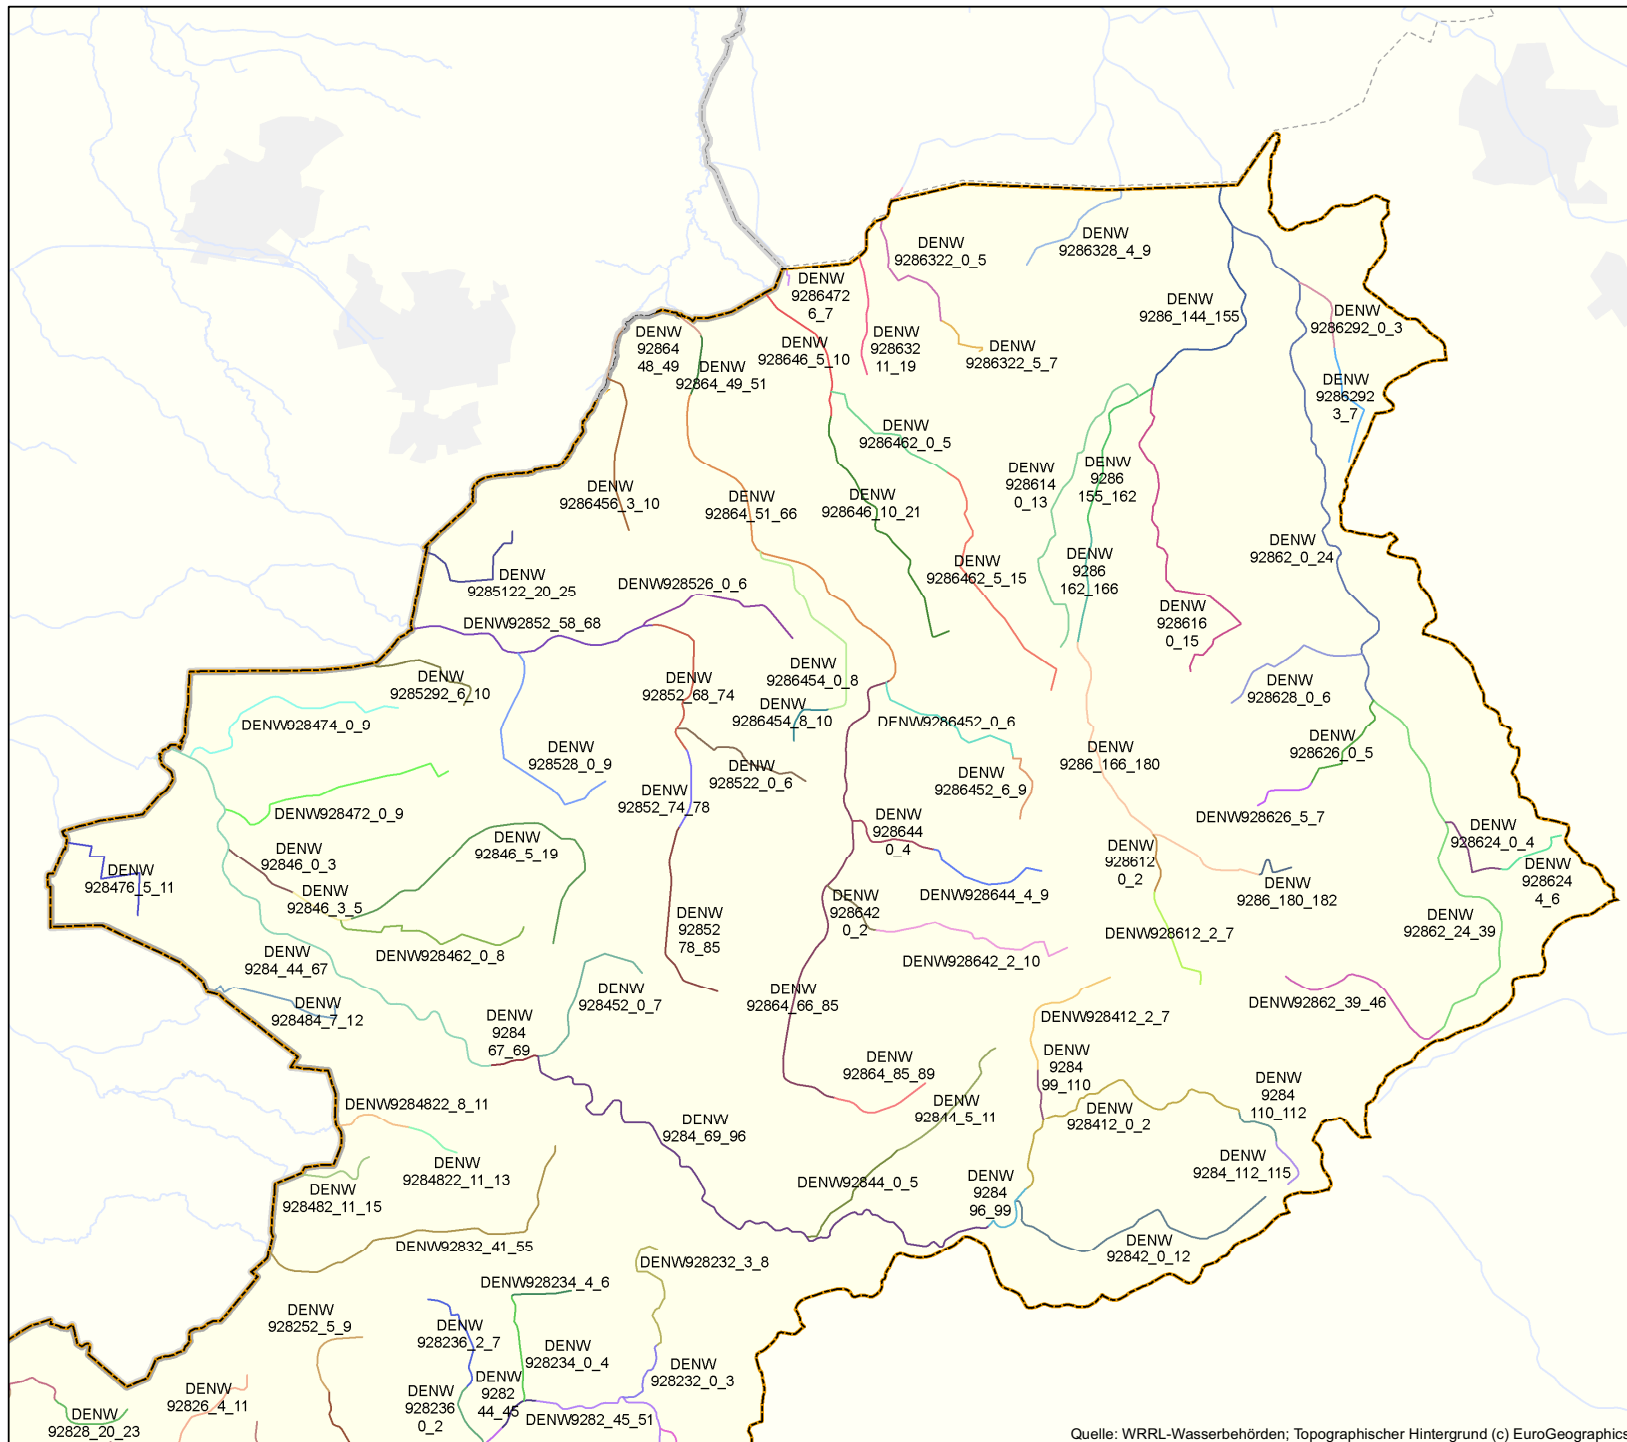 DENW
9286322_0_5
DENW
9286328_4_9
DENW
9286472
6_7
DENW
9286_144_155
DENW
9286292_0_3
DENW
92864
48_49
DENW
928646_5_10
DENW
928632
11_19
DENW
9286322_5_7
DENW
92864_49_51
DENW
9286292
3_7
DENW
9286462_0_5
DENW
928614
0_13
DENW
9286
155_162
DENW
9286456_3_10
DENW
92864_51_66
DENW
928646_10_21
DENW
92862_0_24
DENW
9286462_5_15
DENW
9286
162_166
DENW
9285122_20_25
DENW928526_0_6
DENW92852_58_68
DENW
928616
0_15
DENW
9285292_6_10
DENW
92852_68_74
DENW
9286454_0_8
DENW
928628_0_6
DENW928474_0_9
DENW
9286454_8_10
DENW9286452_0_6
DENW
928626_0_5
DENW
928528_0_9
DENW
928522_0_6
DENW
9286452_6_9
DENW
9286_166_180
DENW
92852_74_78
DENW928472_0_9
DENW928626_5_7
DENW
928644
0_4
DENW
928624_0_4
DENW
92846_0_3
DENW
92846_5_19
DENW
928612
0_2
DENW
928476_5_11
DENW
928624
4_6
DENW
92846_3_5
DENW928644_4_9
DENW
9286_180_182
DENW
928642
0_2
DENW
92852
78_85
DENW
92862_24_39
DENW928612_2_7
DENW
9284_44_67
DENW928462_0_8
DENW928642_2_10
DENW
928452_0_7
DENW
92864_66_85
DENW92862_39_46
DENW
928484_7_12
DENW
9284
67_69
DENW928412_2_7
DENW
92864_85_89
DENW
9284
99_110
DENW
9284
110_112
DENW9284822_8_11
DENW
92844_5_11
DENW
928412_0_2
DENW
9284_69_96
DENW
9284822_11_13
DENW
9284_112_115
DENW
928482_11_15
DENW92844_0_5
DENW
9284
96_99
DENW92832_41_55
DENW
92842_0_12
DENW928232_3_8
DENW928234_4_6
DENW
928252_5_9
DENW
928236_2_7
DENW
928234_0_4
DENW
928232_0_3
DENW
9282
44_45
DENW
92826_4_11
DENW
928236
0_2
DENW9282_45_51
DENW
92828_20_23
Quelle: WRRL-Wasserbehörden; Topographischer Hintergrund (c) EuroGeographics